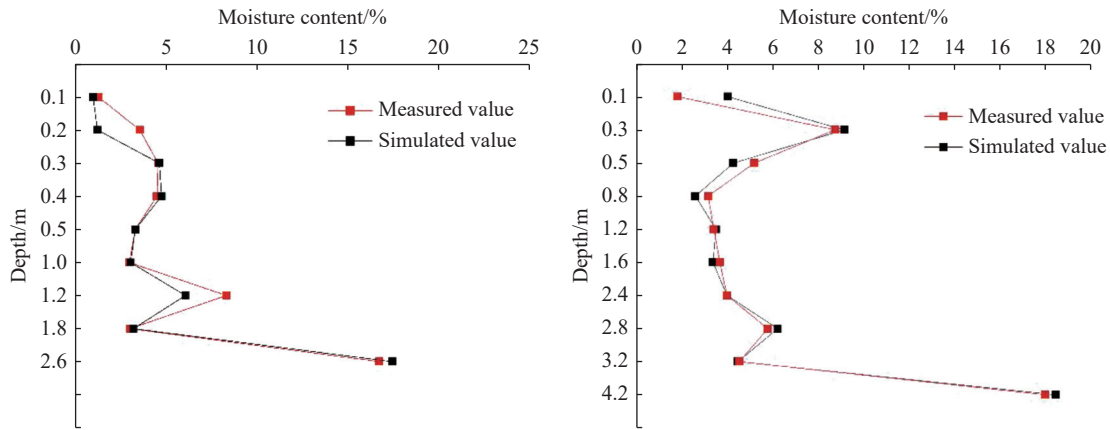 Moisture content/%
0 5 10 15 20 25
Depth/m
0.1
0.2
0.3
0.4
0.5
1.0
1.2
1.8
2.6
Measured value
Simulated value
Moisture content/%
0 2 4 6 8 10 12 14 16 18 20
Depth/m
0.1
0.3
0.5
0.8
1.2
1.6
2.4
2.8
3.2
4.2
Measured value
Simulated value